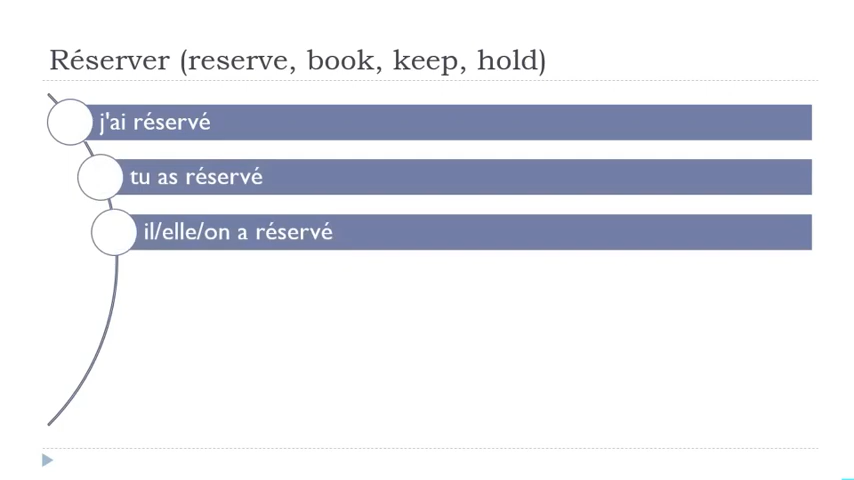 Réserver (reserve, book, keep, hold)
j'ai réservé
tu as réservé
il/elle/on a réservé